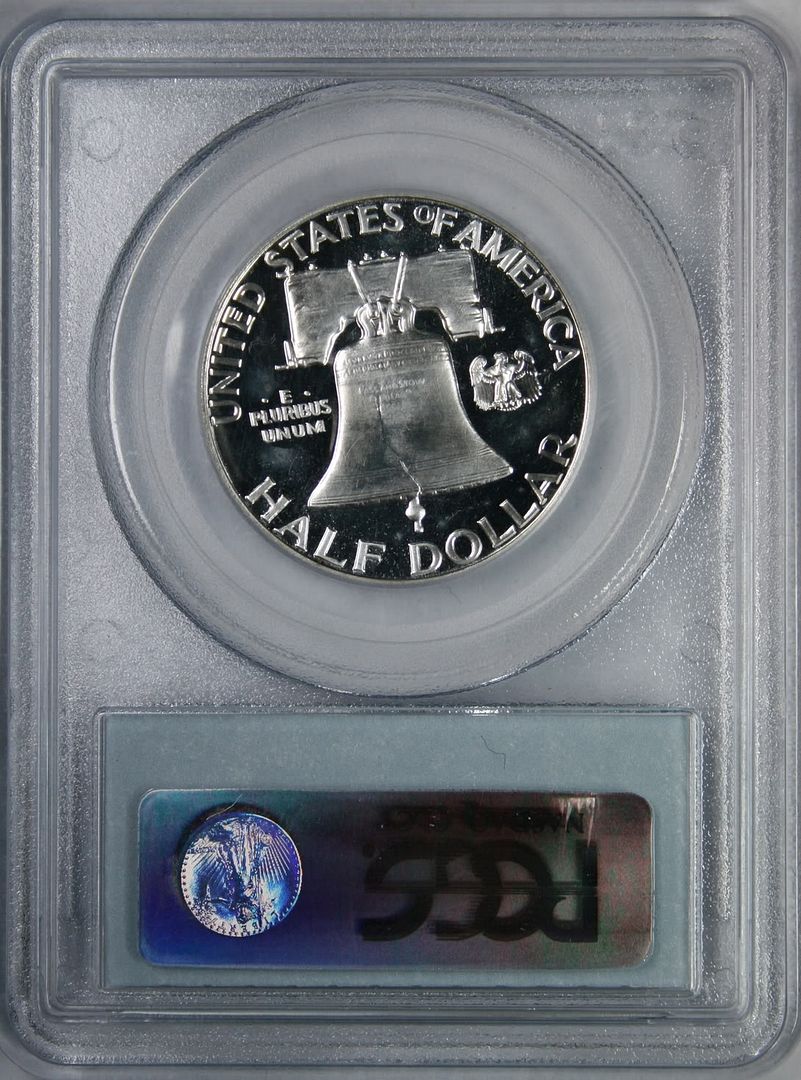 UNITED STATES OF AMERICA
· E ·
PLURIBUS
UNUM
HALF DOLLAR
PCGS